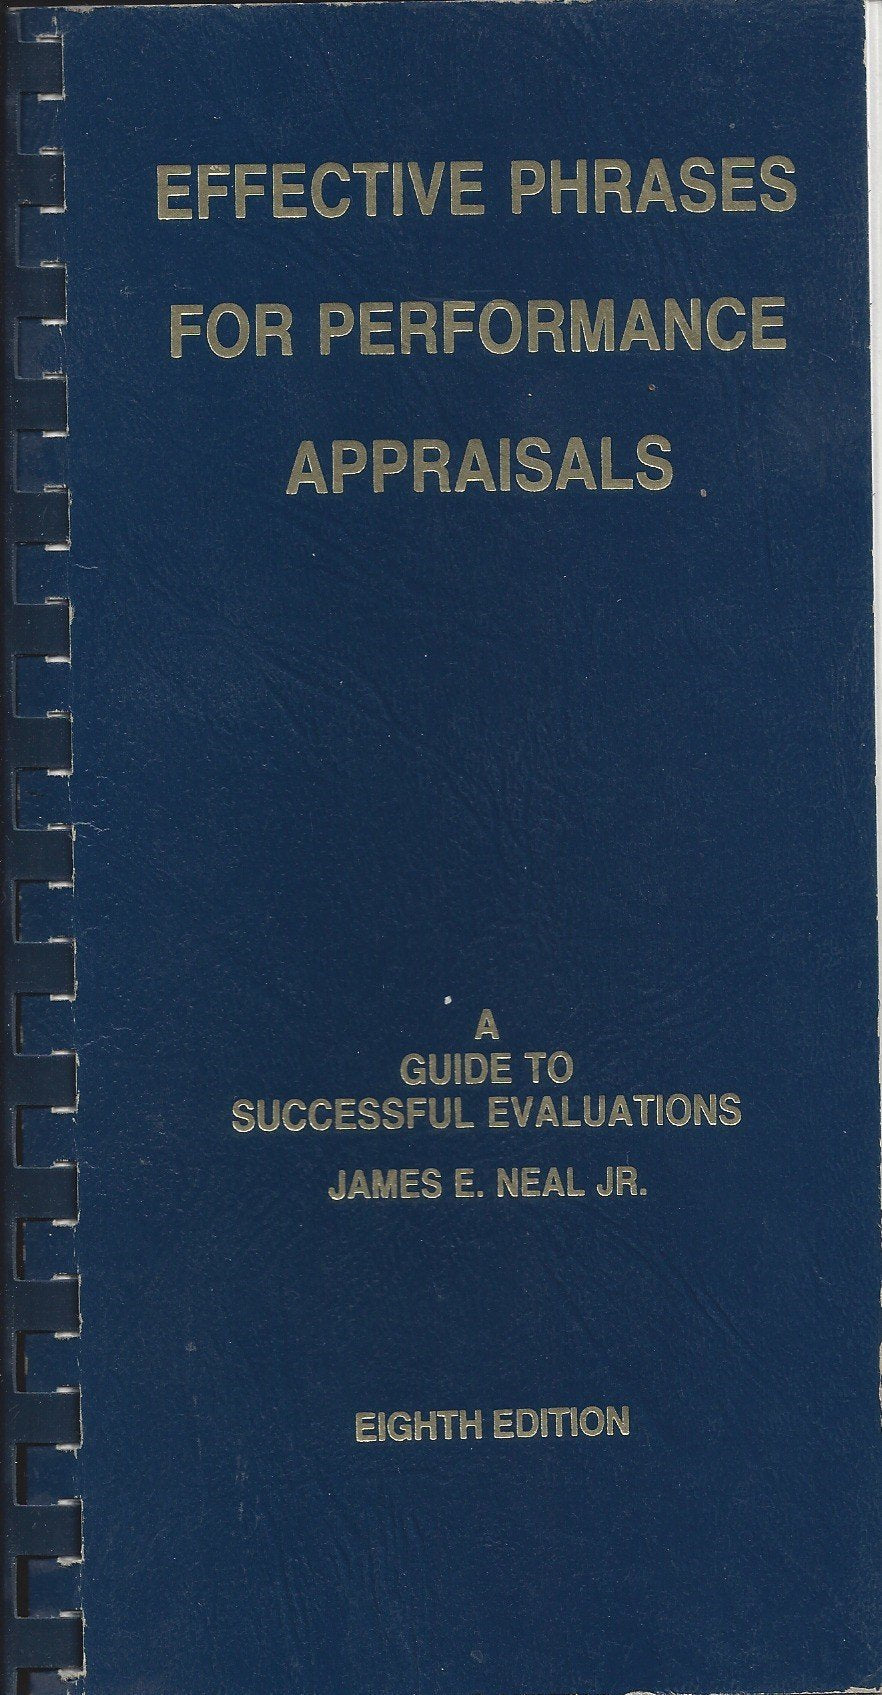 EFFECTIVE PHRASES
FOR PERFORMANCE
APPRAISALS
A
GUIDE TO
SUCCESSFUL EVALUATIONS
JAMES E. NEAL JR.
EIGHTH EDITION